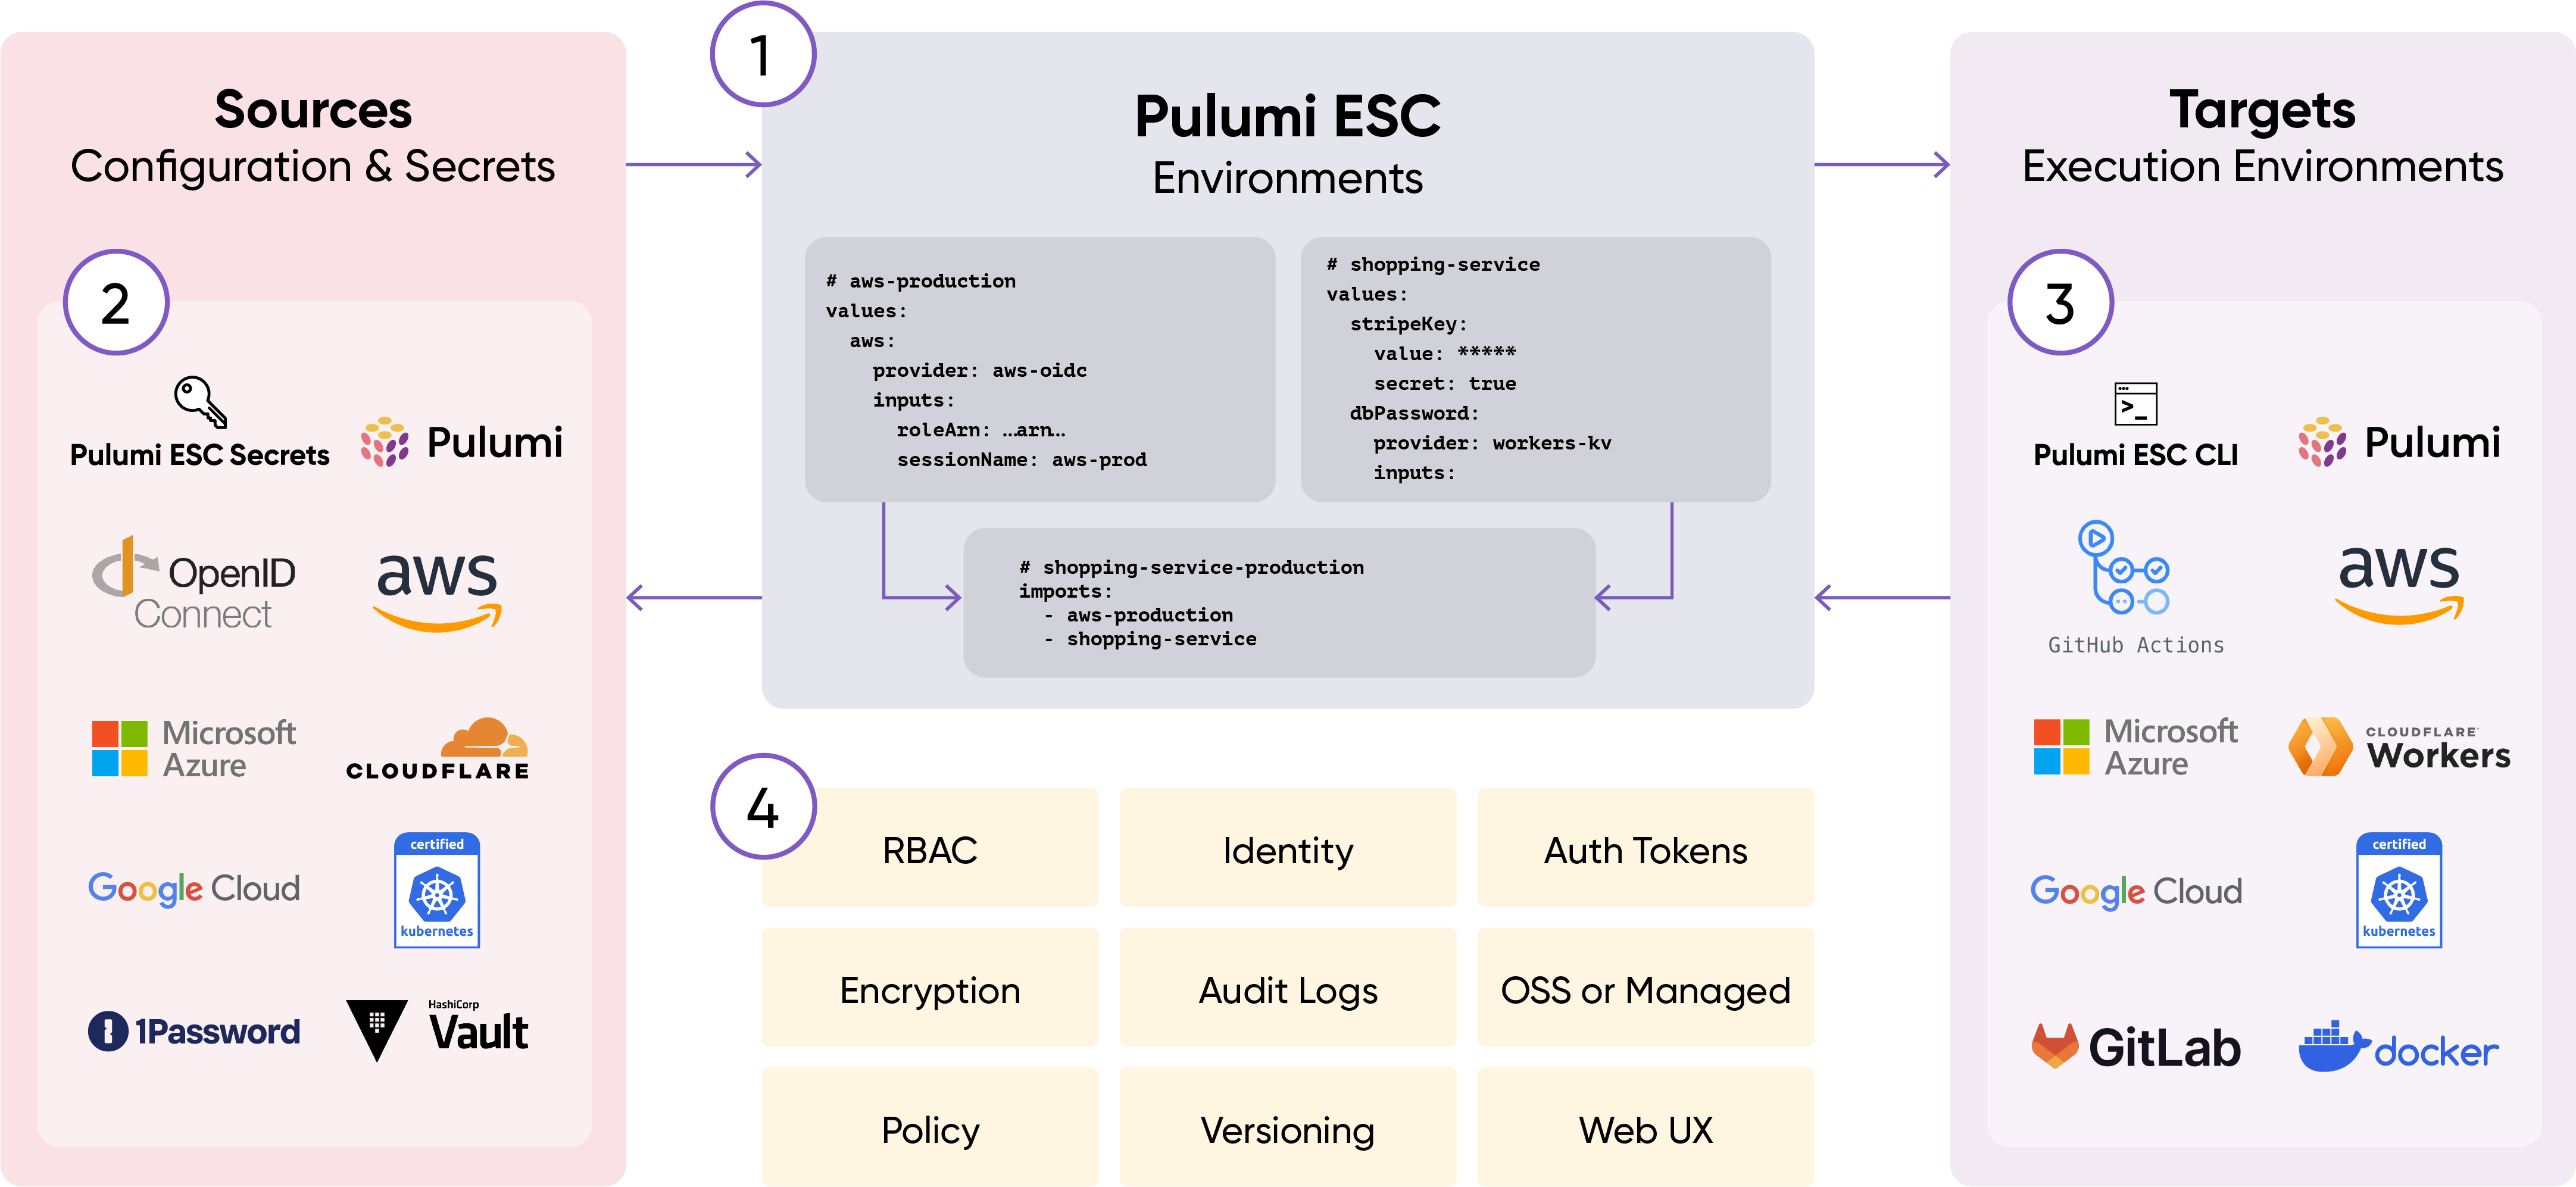 Sources
Configuration & Secrets
2
Pulumi ESC Secrets
Pulumi
OpenID
Connect
aws
Microsoft
Azure
CLOUDFLARE
Google Cloud
certified
kubernetes
1Password
HashiCorp
Vault
1
Pulumi ESC
Environments
# aws-production
values:
  aws:
    provider: aws-oidc
    inputs:
      roleArn: …arn…
      sessionName: aws-prod
# shopping-service
values:
  stripeKey:
    value: *****
    secret: true
  dbPassword:
    provider: workers-kv
    inputs:
# shopping-service-production
imports:
  - aws-production
  - shopping-service
4
RBAC
Identity
Auth Tokens
Encryption
Audit Logs
OSS or Managed
Policy
Versioning
Web UX
Targets
Execution Environments
3
>_
Pulumi ESC CLI
Pulumi
GitHub Actions
aws
Microsoft
Azure
CLOUDFLARE
Workers
Google Cloud
certified
kubernetes
GitLab
docker